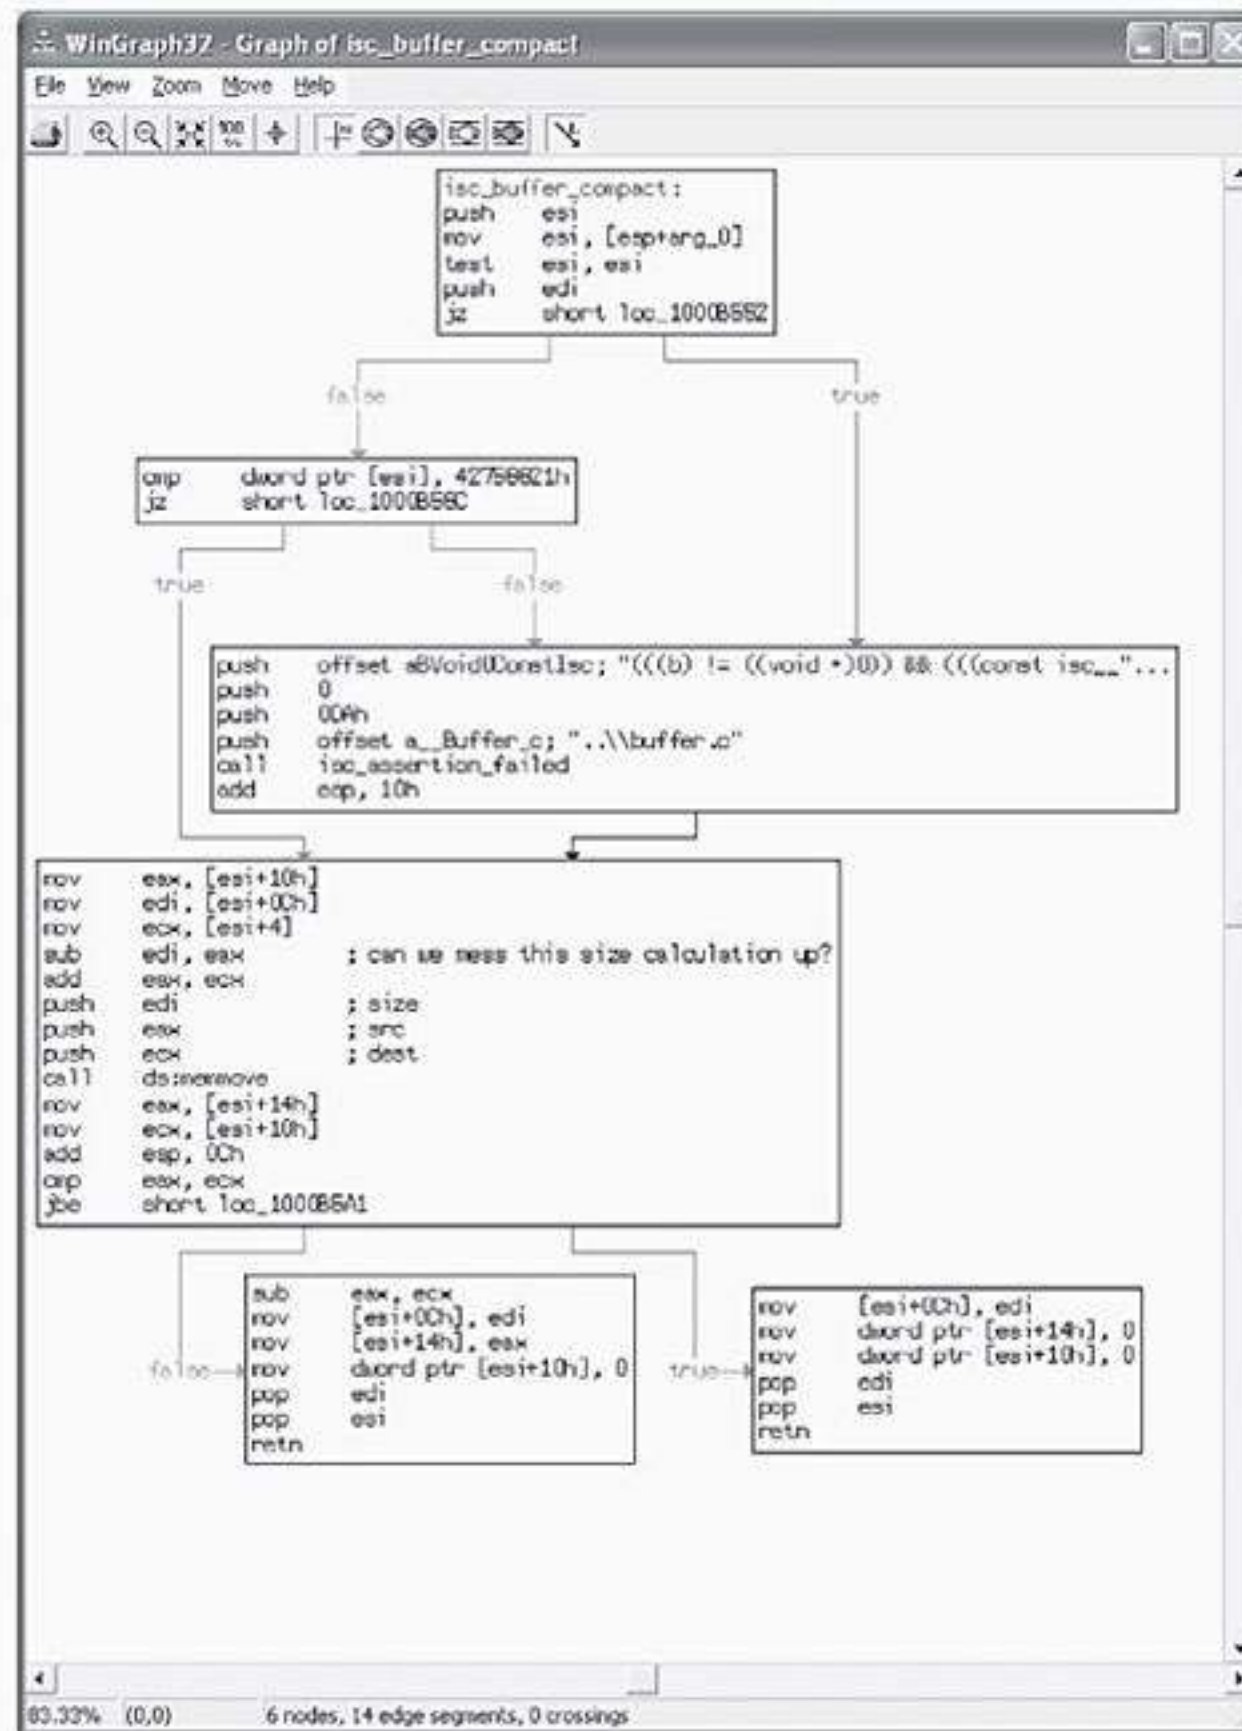 WinGraph32 - Graph of isc_buffer_compact
File View Zoom Move Help
100
isc_buffer_compact:
push esi
mov esi, [esp+arg_0]
test esi, esi
push edi
jz short loc_1000B552
false
true
cmp dword ptr [esi], 42756621h
jz short loc_1000B56C
true
false
push offset aBVoid0ConstIsc; "(((b) != ((void *)0)) && (((const isc__"...
push 0
push 0DAh
push offset a__Buffer_c; "..\\buffer.c"
call isc_assertion_failed
add esp, 10h
mov eax, [esi+10h]
mov edi, [esi+0Ch]
mov ecx, [esi+4]
sub edi, eax ; can we mess this size calculation up?
add eax, ecx
push edi ; size
push eax ; src
push ecx ; dest
call ds:memmove
mov eax, [esi+14h]
mov ecx, [esi+10h]
add esp, 0Ch
cmp eax, ecx
jbe short loc_1000B5A1
sub eax, ecx
mov [esi+0Ch], edi
mov [esi+14h], eax
false mov dword ptr [esi+10h], 0
pop edi
pop esi
retn
mov [esi+0Ch], edi
mov dword ptr [esi+14h], 0
mov dword ptr [esi+10h], 0
true pop edi
pop esi
retn
83.33% (0,0) 6 nodes, 14 edge segments, 0 crossings